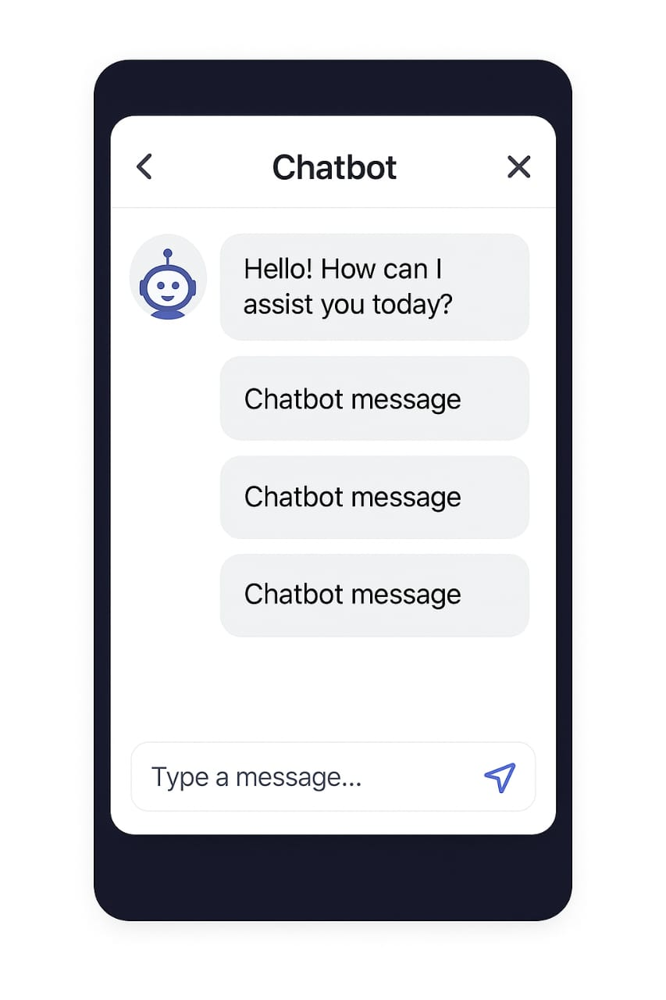 Chatbot
Hello! How can I
assist you today?
Chatbot message
Chatbot message
Chatbot message
Type a message...